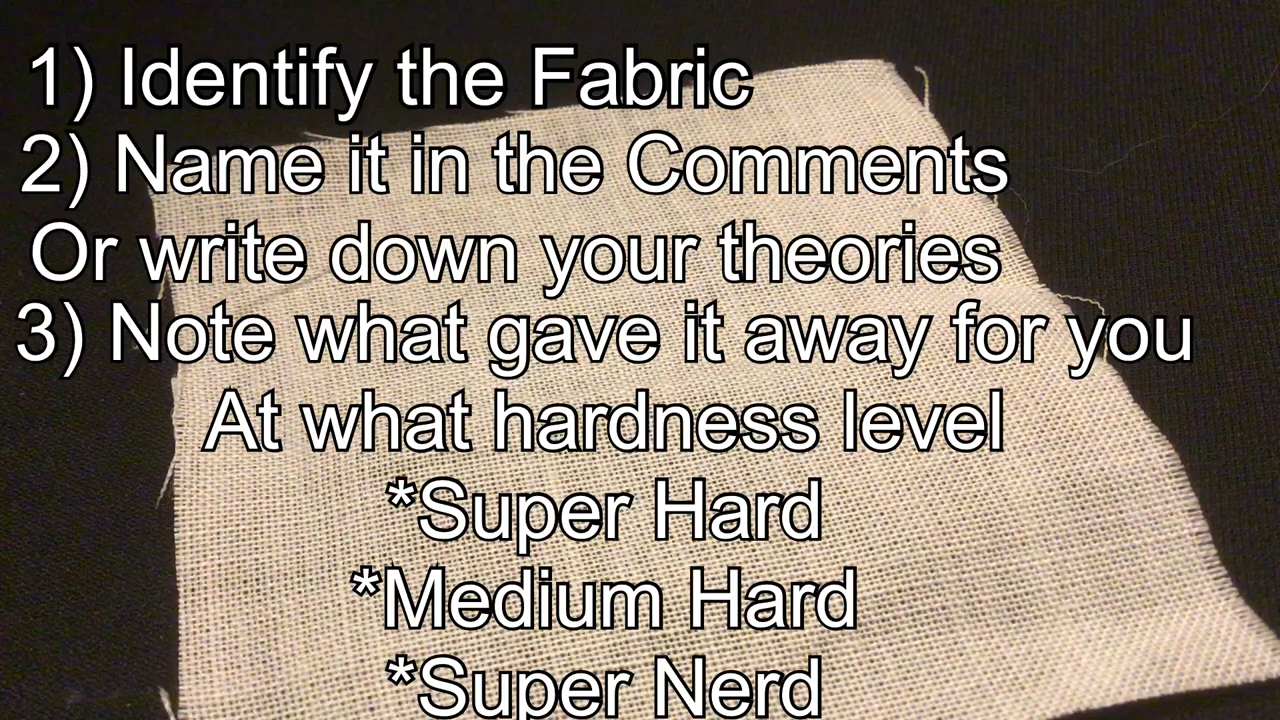 1) Identify the Fabric
2) Name it in the Comments
Or write down your theories
3) Note what gave it away for you
At what hardness level
*Super Hard
*Medium Hard
*Super Nerd